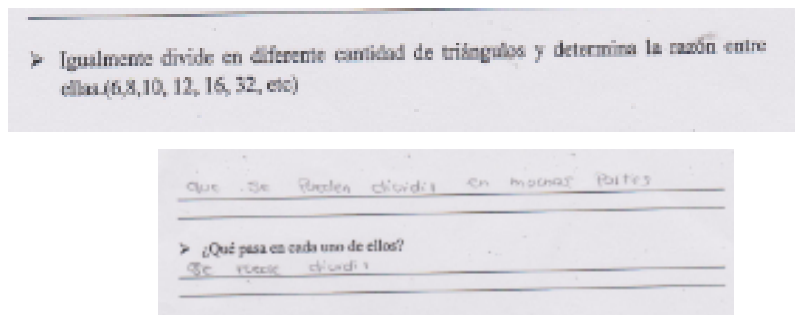 ➤ Igualmente divide en diferente cantidad de triángulos y determina la razón entre
ellas.(6,8,10, 12, 16, 32, etc)
que se Pueden dividir en muchas Partes
➤ ¿Qué pasa en cada uno de ellos?
Se Puede dividir